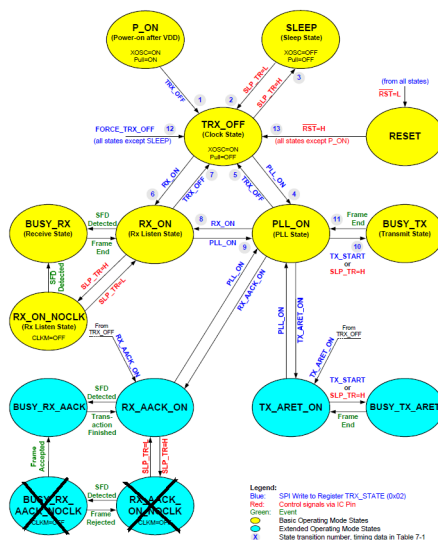 P_ON
(Power-on after VDD)
XOSC=ON
Pull=ON
SLEEP
(Sleep State)
XOSC=OFF
Pull=OFF
TRX_OFF
1
2
SLP_TR=L
SLP_TR=H
3
(from all states)
RST=L
FORCE_TRX_OFF
12
(all states except SLEEP)
TRX_OFF
(Clock State)
XOSC=ON
Pull=OFF
13
RST=H
(all states except P_ON)
RESET
6
RX_ON
TRX_OFF
7
5
TRX_OFF
PLL_ON
4
BUSY_RX
(Receive State)
SFD
Detected
Frame
End
RX_ON
(Rx Listen State)
8
RX_ON
PLL_ON
9
PLL_ON
(PLL State)
11
Frame
End
10
TX_START
or
SLP_TR=H
BUSY_TX
(Transmit State)
SFD
Detected
SLP_TR=H
SLP_TR=L
RX_ON_NOCLK
(Rx Listen State)
CLKM=OFF
From
TRX_OFF
RX_AACK_ON
PLL_ON
RX_AACK_ON
PLL_ON
TX_ARET_ON
From
TRX_OFF
TX_ARET_ON
BUSY_RX_AACK
SFD
Detected
Trans-
action
Finished
RX_AACK_ON
TX_ARET_ON
TX_START
or
SLP_TR=H
Frame
End
BUSY_TX_ARET
Frame
Accepted
SLP_TR=L
SLP_TR=H
BUSY_RX_
AACK_NOCLK
CLKM=OFF
SFD
Detected
Frame
Rejected
RX_AACK_
ON_NOCLK
CLKM=OFF
Legend:
Blue: SPI Write to Register TRX_STATE (0x02)
Red: Control signals via IC Pin
Green: Event
Basic Operating Mode States
Extended Operating Mode States
X State transition number, timing data in Table 7-1